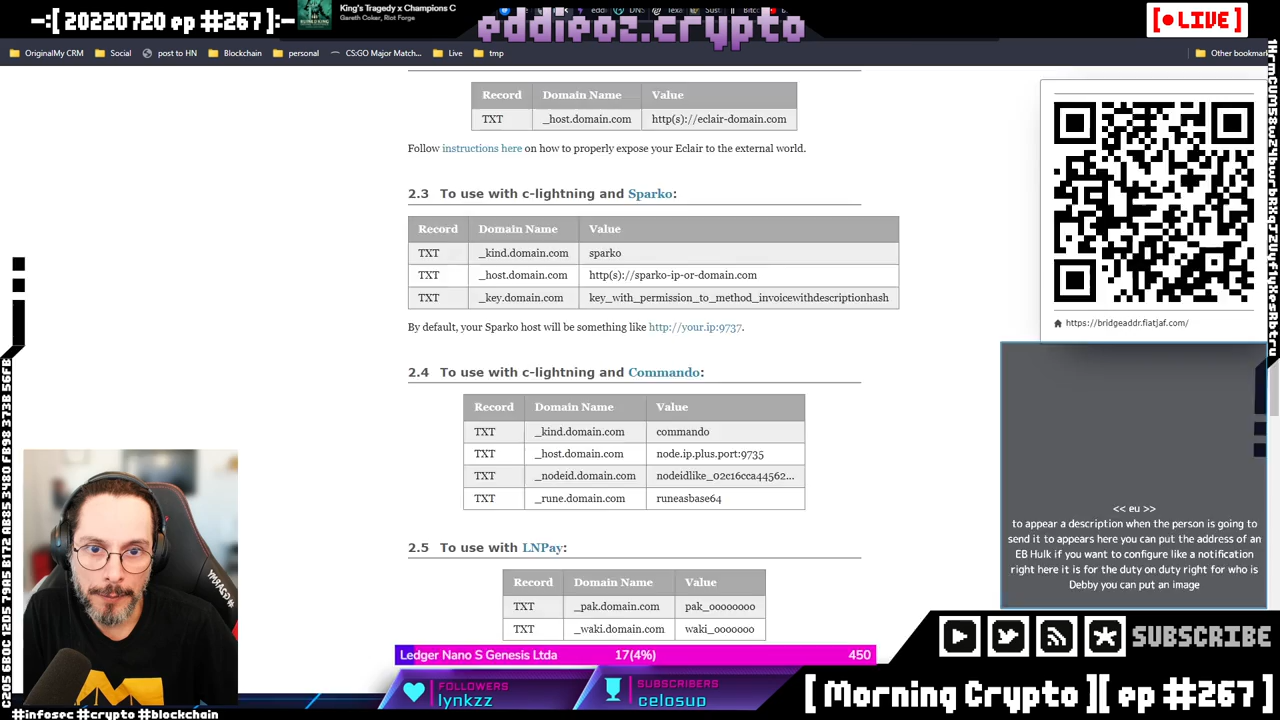 -:[ 20220720 ep #267 ]:-
King's Tragedy x Champions C
Gareth Coker, Riot Forge
eddieoz.crypto
[• LIVE]
OriginalMy CRM
Social
post to HN
Blockchain
personal
CS:GO Major Match...
Live
tmp
Other bookmar
Record Domain Name Value
TXT _host.domain.com http(s)://eclair-domain.com
Follow instructions here on how to properly expose your Eclair to the external world.
2.3 To use with c-lightning and Sparko:
Record Domain Name Value
TXT _kind.domain.com sparko
TXT _host.domain.com http(s)://sparko-ip-or-domain.com
TXT _key.domain.com key_with_permission_to_method_invoicewithdescriptionhash
By default, your Sparko host will be something like http://your.ip:9737.
2.4 To use with c-lightning and Commando:
Record Domain Name Value
TXT _kind.domain.com commando
TXT _host.domain.com node.ip.plus.port:9735
TXT _nodeid.domain.com nodeidlike_02c16cca44562...
TXT _rune.domain.com runeasbase64
2.5 To use with LNPay:
Record Domain Name Value
TXT _pak.domain.com pak_oooooooo
TXT _waki.domain.com waki_ooooooo
https://bridgeaddr.fiatjaf.com/
<< eu >>
to appear a description when the person is going to
send it to appears here you can put the address of an
EB Hulk if you want to configure like a notification
right here it is for the duty on duty right for who is
Debby you can put an image
SUBSCRIBE
Ledger Nano S Genesis Ltda 17(4%) 450
FOLLOWERS
lynkzz
SUBSCRIBERS
celosup
[ Morning Crypto ][ ep #267 ]
#infosec #crypto #blockchain